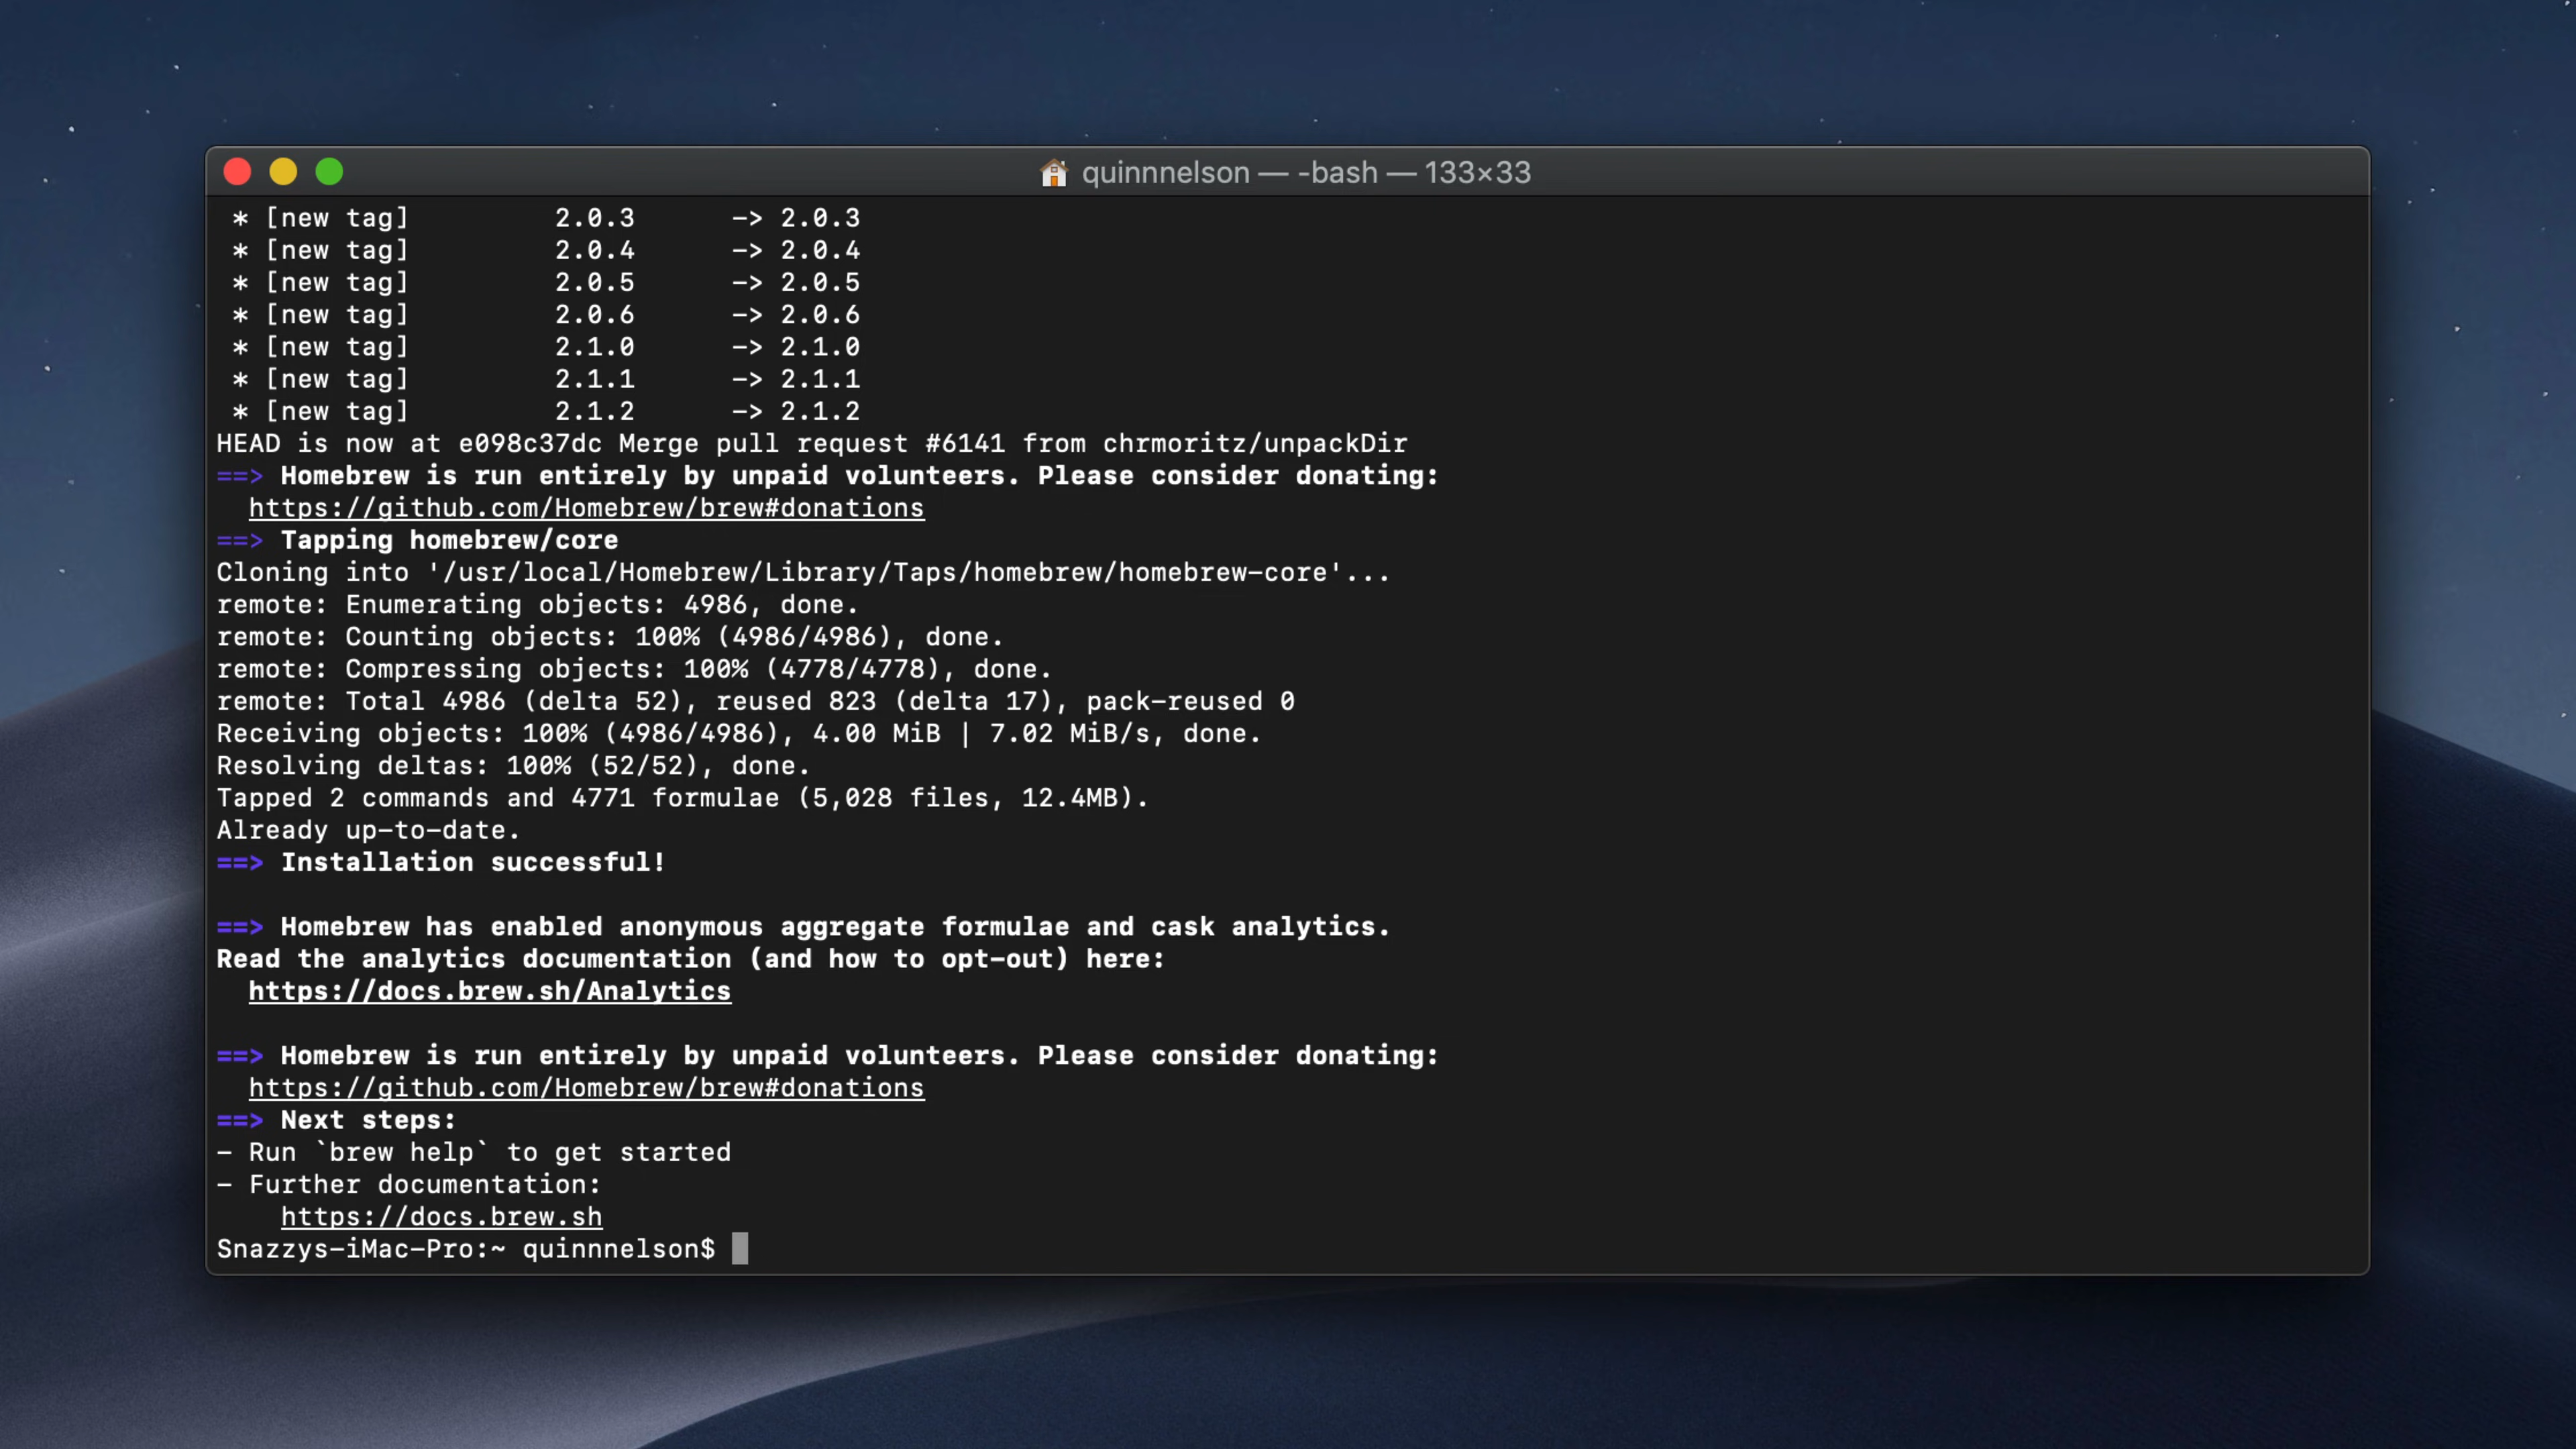 quinnnelson — -bash — 133×33
 * [new tag]         2.0.3      -> 2.0.3
 * [new tag]         2.0.4      -> 2.0.4
 * [new tag]         2.0.5      -> 2.0.5
 * [new tag]         2.0.6      -> 2.0.6
 * [new tag]         2.1.0      -> 2.1.0
 * [new tag]         2.1.1      -> 2.1.1
 * [new tag]         2.1.2      -> 2.1.2
HEAD is now at e098c37dc Merge pull request #6141 from chrmoritz/unpackDir
==> Homebrew is run entirely by unpaid volunteers. Please consider donating:
  https://github.com/Homebrew/brew#donations
==> Tapping homebrew/core
Cloning into '/usr/local/Homebrew/Library/Taps/homebrew/homebrew-core'...
remote: Enumerating objects: 4986, done.
remote: Counting objects: 100% (4986/4986), done.
remote: Compressing objects: 100% (4778/4778), done.
remote: Total 4986 (delta 52), reused 823 (delta 17), pack-reused 0
Receiving objects: 100% (4986/4986), 4.00 MiB | 7.02 MiB/s, done.
Resolving deltas: 100% (52/52), done.
Tapped 2 commands and 4771 formulae (5,028 files, 12.4MB).
Already up-to-date.
==> Installation successful!

==> Homebrew has enabled anonymous aggregate formulae and cask analytics.
Read the analytics documentation (and how to opt-out) here:
  https://docs.brew.sh/Analytics

==> Homebrew is run entirely by unpaid volunteers. Please consider donating:
  https://github.com/Homebrew/brew#donations
==> Next steps:
- Run `brew help` to get started
- Further documentation:
    https://docs.brew.sh
Snazzys-iMac-Pro:~ quinnnelson$